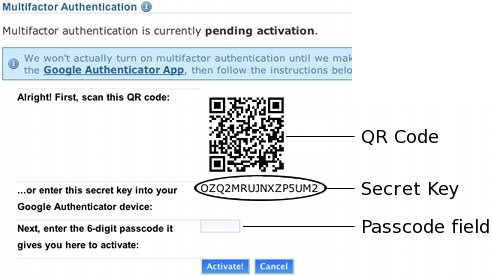 Multifactor Authentication
Multifactor authentication is currently pending activation.
We won't actually turn on multifactor authentication until we mak
the Google Authenticator App, then follow the instructions belo
Alright! First, scan this QR code:
QR Code
...or enter this secret key into your
Google Authenticator device:
OZQ2MRUJNXZP5UM2
Secret Key
Next, enter the 6-digit passcode it
gives you here to activate:
Passcode field
Activate! Cancel